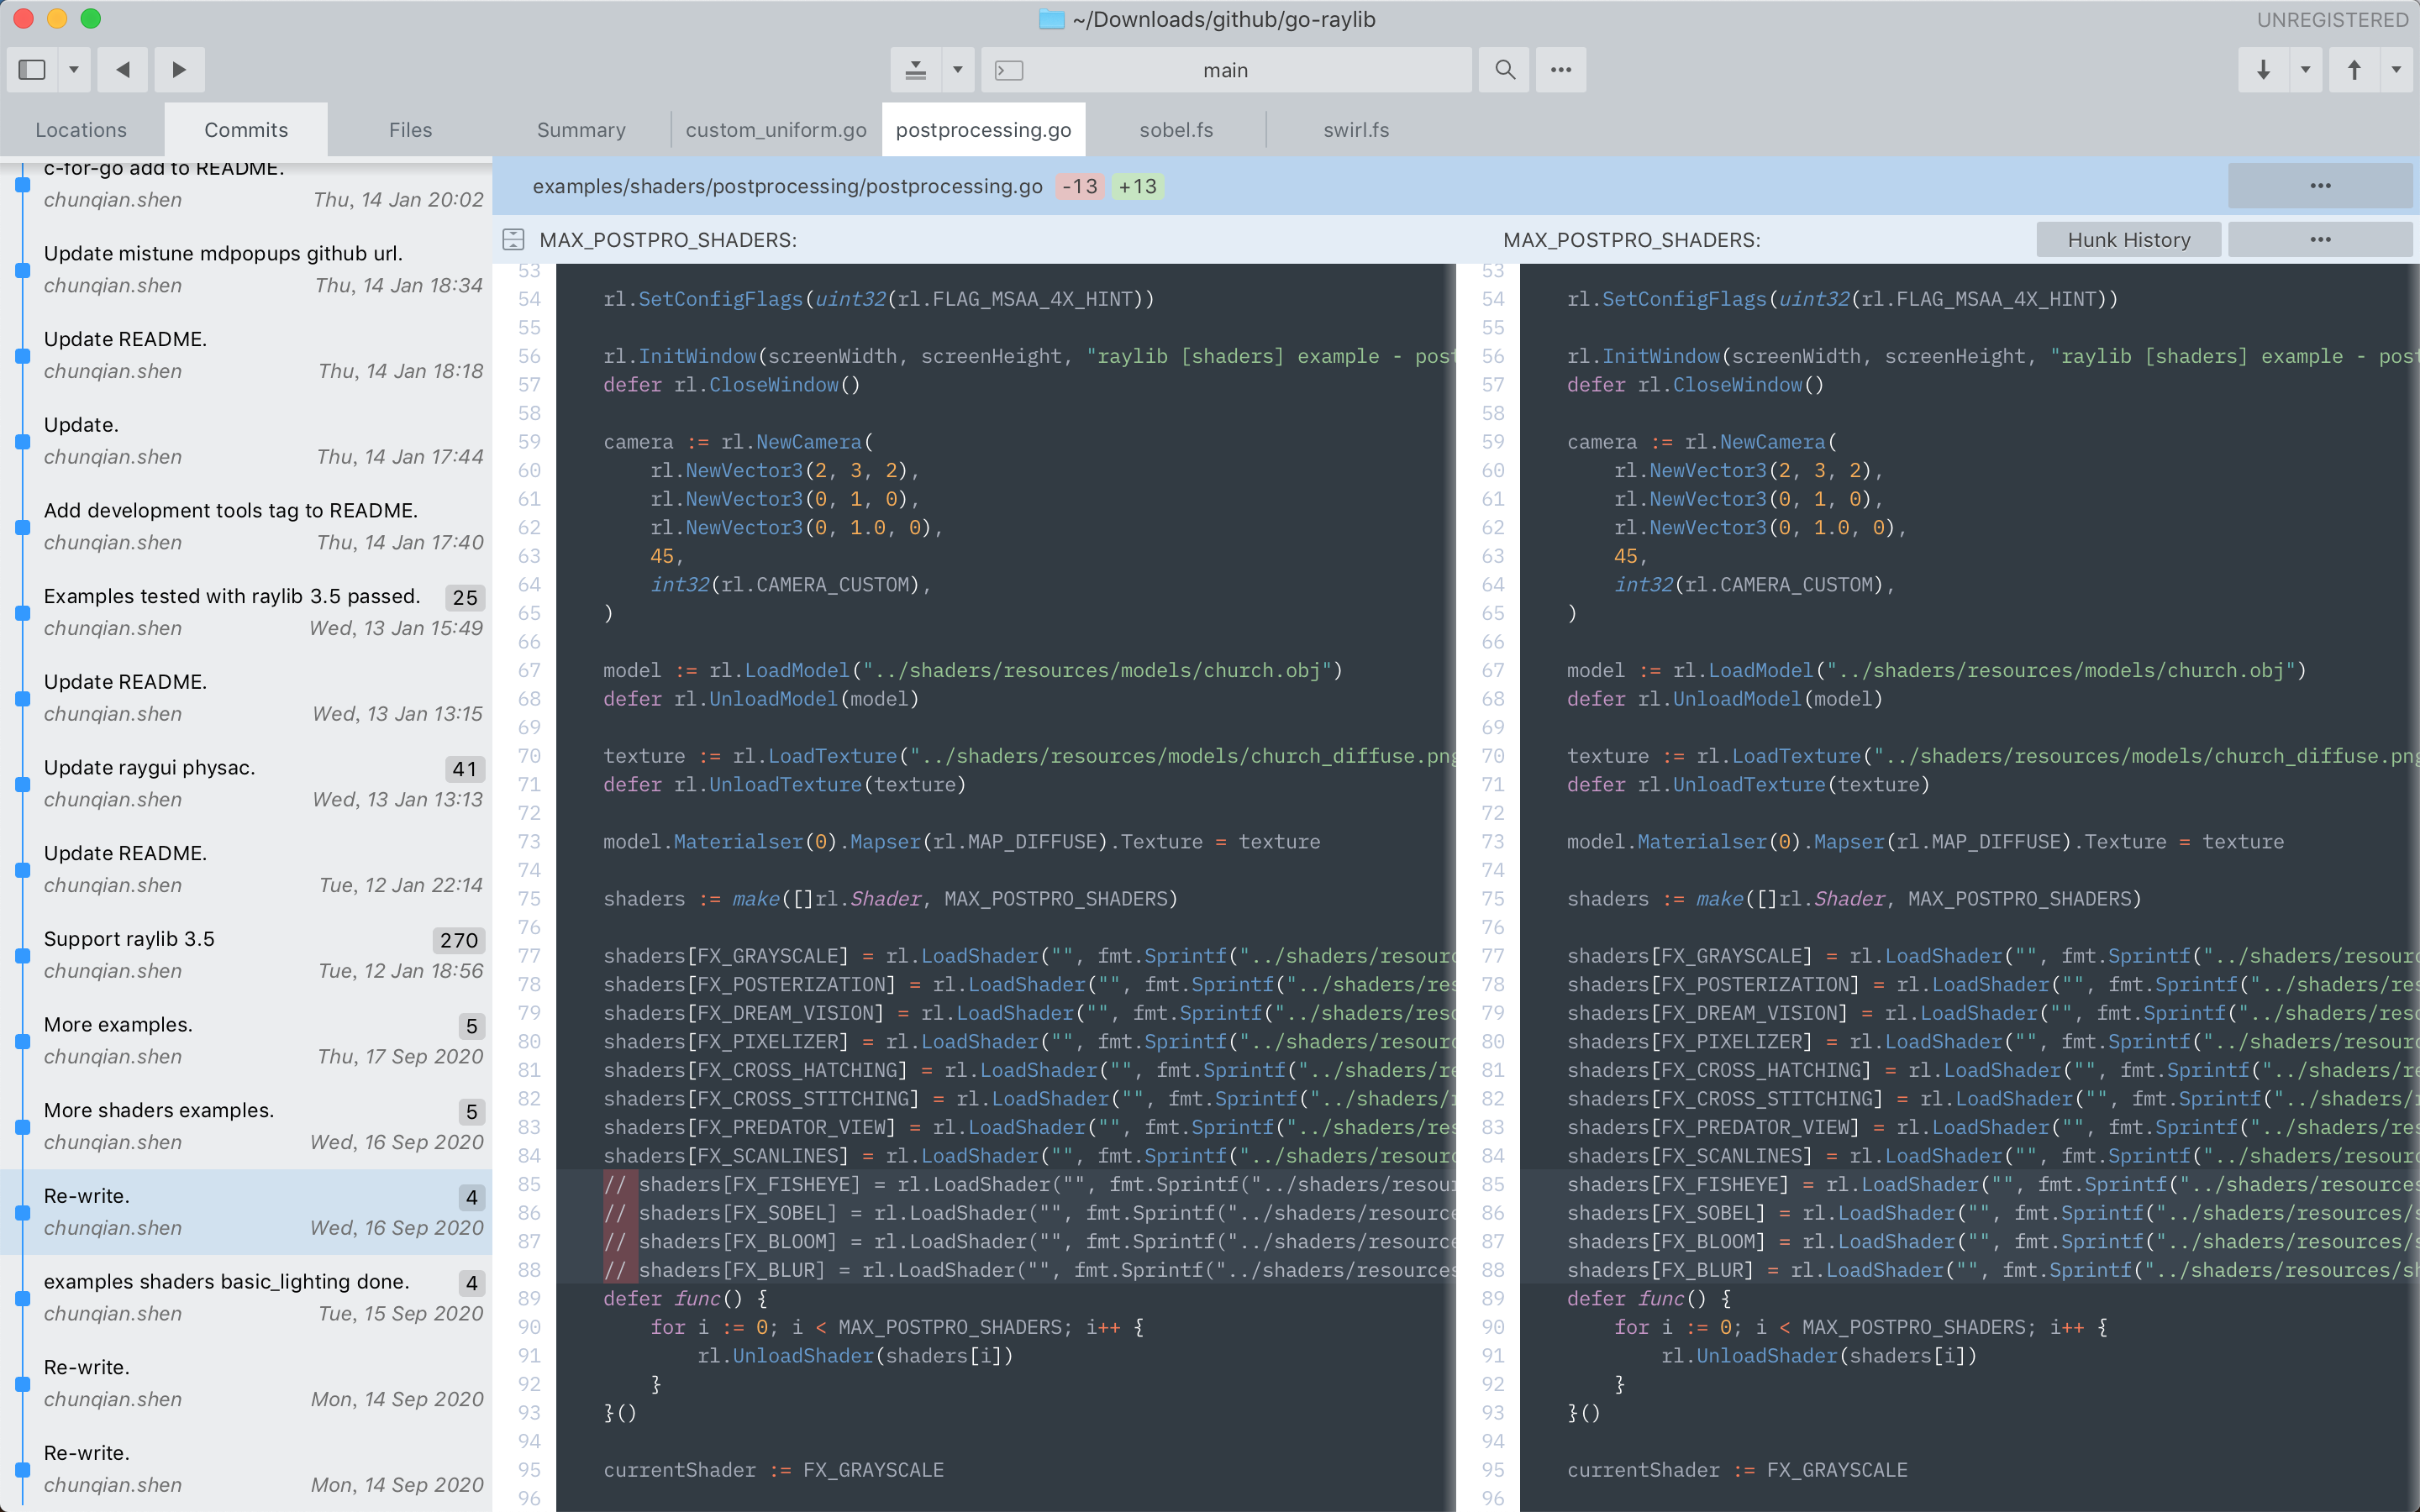 ~/Downloads/github/go-raylib
UNREGISTERED
main
Locations Commits Files Summary custom_uniform.go postprocessing.go sobel.fs swirl.fs
c-for-go add to README.
chunqian.shen Thu, 14 Jan 20:02
Update mistune mdpopups github url.
chunqian.shen Thu, 14 Jan 18:34
Update README.
chunqian.shen Thu, 14 Jan 18:18
Update.
chunqian.shen Thu, 14 Jan 17:44
Add development tools tag to README.
chunqian.shen Thu, 14 Jan 17:40
Examples tested with raylib 3.5 passed. 25
chunqian.shen Wed, 13 Jan 15:49
Update README.
chunqian.shen Wed, 13 Jan 13:15
Update raygui physac. 41
chunqian.shen Wed, 13 Jan 13:13
Update README.
chunqian.shen Tue, 12 Jan 22:14
Support raylib 3.5 270
chunqian.shen Tue, 12 Jan 18:56
More examples. 5
chunqian.shen Thu, 17 Sep 2020
More shaders examples. 5
chunqian.shen Wed, 16 Sep 2020
Re-write. 4
chunqian.shen Wed, 16 Sep 2020
examples shaders basic_lighting done. 4
chunqian.shen Tue, 15 Sep 2020
Re-write.
chunqian.shen Mon, 14 Sep 2020
Re-write.
chunqian.shen Mon, 14 Sep 2020
examples/shaders/postprocessing/postprocessing.go -13 +13
MAX_POSTPRO_SHADERS:
53
54 rl.SetConfigFlags(uint32(rl.FLAG_MSAA_4X_HINT))
55
56 rl.InitWindow(screenWidth, screenHeight, "raylib [shaders] example - post
57 defer rl.CloseWindow()
58
59 camera := rl.NewCamera(
60 rl.NewVector3(2, 3, 2),
61 rl.NewVector3(0, 1, 0),
62 rl.NewVector3(0, 1.0, 0),
63 45,
64 int32(rl.CAMERA_CUSTOM),
65 )
66
67 model := rl.LoadModel("../shaders/resources/models/church.obj")
68 defer rl.UnloadModel(model)
69
70 texture := rl.LoadTexture("../shaders/resources/models/church_diffuse.png
71 defer rl.UnloadTexture(texture)
72
73 model.Materialser(0).Mapser(rl.MAP_DIFFUSE).Texture = texture
74
75 shaders := make([]rl.Shader, MAX_POSTPRO_SHADERS)
76
77 shaders[FX_GRAYSCALE] = rl.LoadShader("", fmt.Sprintf("../shaders/resourc
78 shaders[FX_POSTERIZATION] = rl.LoadShader("", fmt.Sprintf("../shaders/res
79 shaders[FX_DREAM_VISION] = rl.LoadShader("", fmt.Sprintf("../shaders/reso
80 shaders[FX_PIXELIZER] = rl.LoadShader("", fmt.Sprintf("../shaders/resourc
81 shaders[FX_CROSS_HATCHING] = rl.LoadShader("", fmt.Sprintf("../shaders/re
82 shaders[FX_CROSS_STITCHING] = rl.LoadShader("", fmt.Sprintf("../shaders/r
83 shaders[FX_PREDATOR_VIEW] = rl.LoadShader("", fmt.Sprintf("../shaders/res
84 shaders[FX_SCANLINES] = rl.LoadShader("", fmt.Sprintf("../shaders/resourc
85 // shaders[FX_FISHEYE] = rl.LoadShader("", fmt.Sprintf("../shaders/resour
86 // shaders[FX_SOBEL] = rl.LoadShader("", fmt.Sprintf("../shaders/resource
87 // shaders[FX_BLOOM] = rl.LoadShader("", fmt.Sprintf("../shaders/resource
88 // shaders[FX_BLUR] = rl.LoadShader("", fmt.Sprintf("../shaders/resources
89 defer func() {
90 for i := 0; i < MAX_POSTPRO_SHADERS; i++ {
91 rl.UnloadShader(shaders[i])
92 }
93 }()
94
95 currentShader := FX_GRAYSCALE
96
MAX_POSTPRO_SHADERS: Hunk History
53
54 rl.SetConfigFlags(uint32(rl.FLAG_MSAA_4X_HINT))
55
56 rl.InitWindow(screenWidth, screenHeight, "raylib [shaders] example - post
57 defer rl.CloseWindow()
58
59 camera := rl.NewCamera(
60 rl.NewVector3(2, 3, 2),
61 rl.NewVector3(0, 1, 0),
62 rl.NewVector3(0, 1.0, 0),
63 45,
64 int32(rl.CAMERA_CUSTOM),
65 )
66
67 model := rl.LoadModel("../shaders/resources/models/church.obj")
68 defer rl.UnloadModel(model)
69
70 texture := rl.LoadTexture("../shaders/resources/models/church_diffuse.png
71 defer rl.UnloadTexture(texture)
72
73 model.Materialser(0).Mapser(rl.MAP_DIFFUSE).Texture = texture
74
75 shaders := make([]rl.Shader, MAX_POSTPRO_SHADERS)
76
77 shaders[FX_GRAYSCALE] = rl.LoadShader("", fmt.Sprintf("../shaders/resourc
78 shaders[FX_POSTERIZATION] = rl.LoadShader("", fmt.Sprintf("../shaders/res
79 shaders[FX_DREAM_VISION] = rl.LoadShader("", fmt.Sprintf("../shaders/reso
80 shaders[FX_PIXELIZER] = rl.LoadShader("", fmt.Sprintf("../shaders/resourc
81 shaders[FX_CROSS_HATCHING] = rl.LoadShader("", fmt.Sprintf("../shaders/re
82 shaders[FX_CROSS_STITCHING] = rl.LoadShader("", fmt.Sprintf("../shaders/r
83 shaders[FX_PREDATOR_VIEW] = rl.LoadShader("", fmt.Sprintf("../shaders/res
84 shaders[FX_SCANLINES] = rl.LoadShader("", fmt.Sprintf("../shaders/resourc
85 shaders[FX_FISHEYE] = rl.LoadShader("", fmt.Sprintf("../shaders/resources
86 shaders[FX_SOBEL] = rl.LoadShader("", fmt.Sprintf("../shaders/resources/s
87 shaders[FX_BLOOM] = rl.LoadShader("", fmt.Sprintf("../shaders/resources/s
88 shaders[FX_BLUR] = rl.LoadShader("", fmt.Sprintf("../shaders/resources/sh
89 defer func() {
90 for i := 0; i < MAX_POSTPRO_SHADERS; i++ {
91 rl.UnloadShader(shaders[i])
92 }
93 }()
94
95 currentShader := FX_GRAYSCALE
96